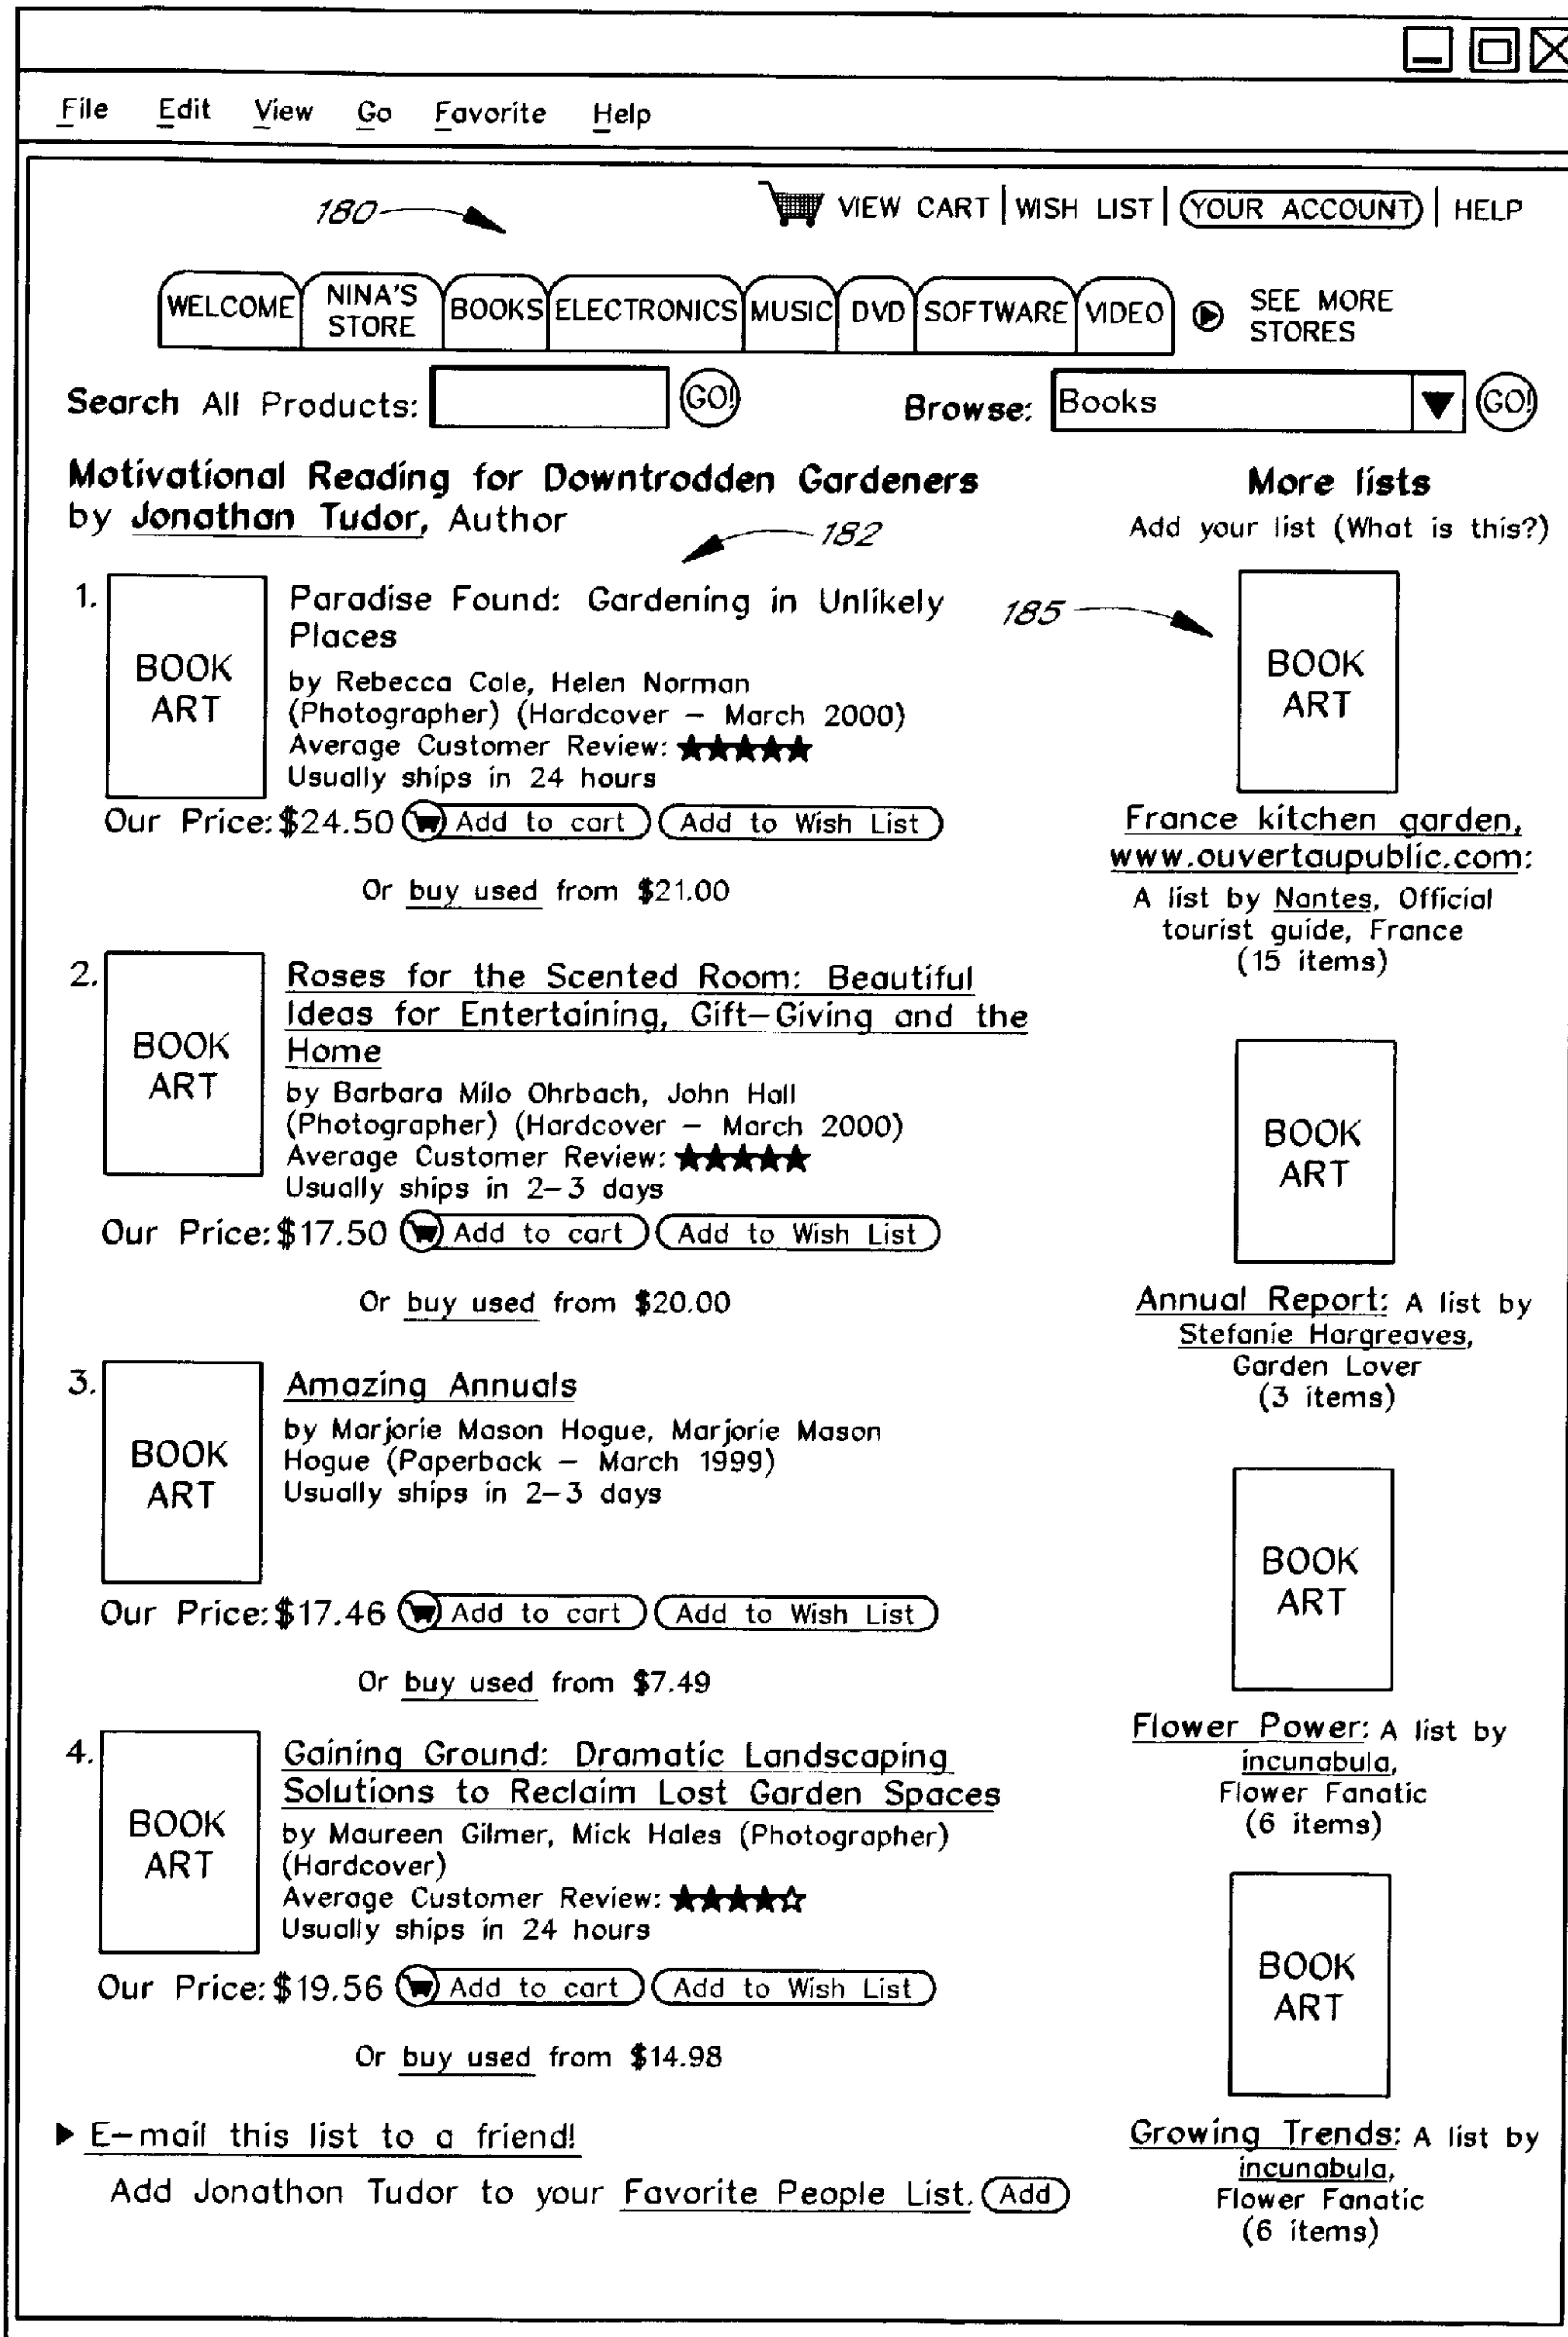 File Edit View Go Favorite Help
180
VIEW CART | WISH LIST | YOUR ACCOUNT | HELP
WELCOME NINA'S STORE BOOKS ELECTRONICS MUSIC DVD SOFTWARE VIDEO SEE MORE STORES
Search All Products: GO! Browse: Books GO!
Motivational Reading for Downtrodden Gardeners
by Jonathan Tudor, Author
182
1.
BOOK
ART
Paradise Found: Gardening in Unlikely
Places
by Rebecca Cole, Helen Norman
(Photographer) (Hardcover – March 2000)
Average Customer Review: ★★★★★
Usually ships in 24 hours
Our Price: $24.50 Add to cart Add to Wish List
Or buy used from $21.00
2.
BOOK
ART
Roses for the Scented Room: Beautiful
Ideas for Entertaining, Gift–Giving and the
Home
by Barbara Milo Ohrbach, John Hall
(Photographer) (Hardcover – March 2000)
Average Customer Review: ★★★★★
Usually ships in 2–3 days
Our Price: $17.50 Add to cart Add to Wish List
Or buy used from $20.00
3.
BOOK
ART
Amazing Annuals
by Marjorie Mason Hogue, Marjorie Mason
Hogue (Paperback – March 1999)
Usually ships in 2–3 days
Our Price: $17.46 Add to cart Add to Wish List
Or buy used from $7.49
4.
BOOK
ART
Gaining Ground: Dramatic Landscaping
Solutions to Reclaim Lost Garden Spaces
by Maureen Gilmer, Mick Hales (Photographer)
(Hardcover)
Average Customer Review: ★★★★☆
Usually ships in 24 hours
Our Price: $19.56 Add to cart Add to Wish List
Or buy used from $14.98
E–mail this list to a friend!
Add Jonathon Tudor to your Favorite People List. Add
More lists
Add your list (What is this?)
185
BOOK
ART
France kitchen garden,
www.ouvertaupublic.com:
A list by Nantes, Official
tourist guide, France
(15 items)
BOOK
ART
Annual Report: A list by
Stefanie Hargreaves,
Garden Lover
(3 items)
BOOK
ART
Flower Power: A list by
incunabula,
Flower Fanatic
(6 items)
BOOK
ART
Growing Trends: A list by
incunabula,
Flower Fanatic
(6 items)